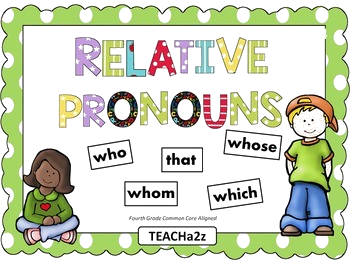 RELATIVE
PRONOUNS
who
that
whose
whom
which
Fourth Grade Common Core Aligned
TEACHa2z